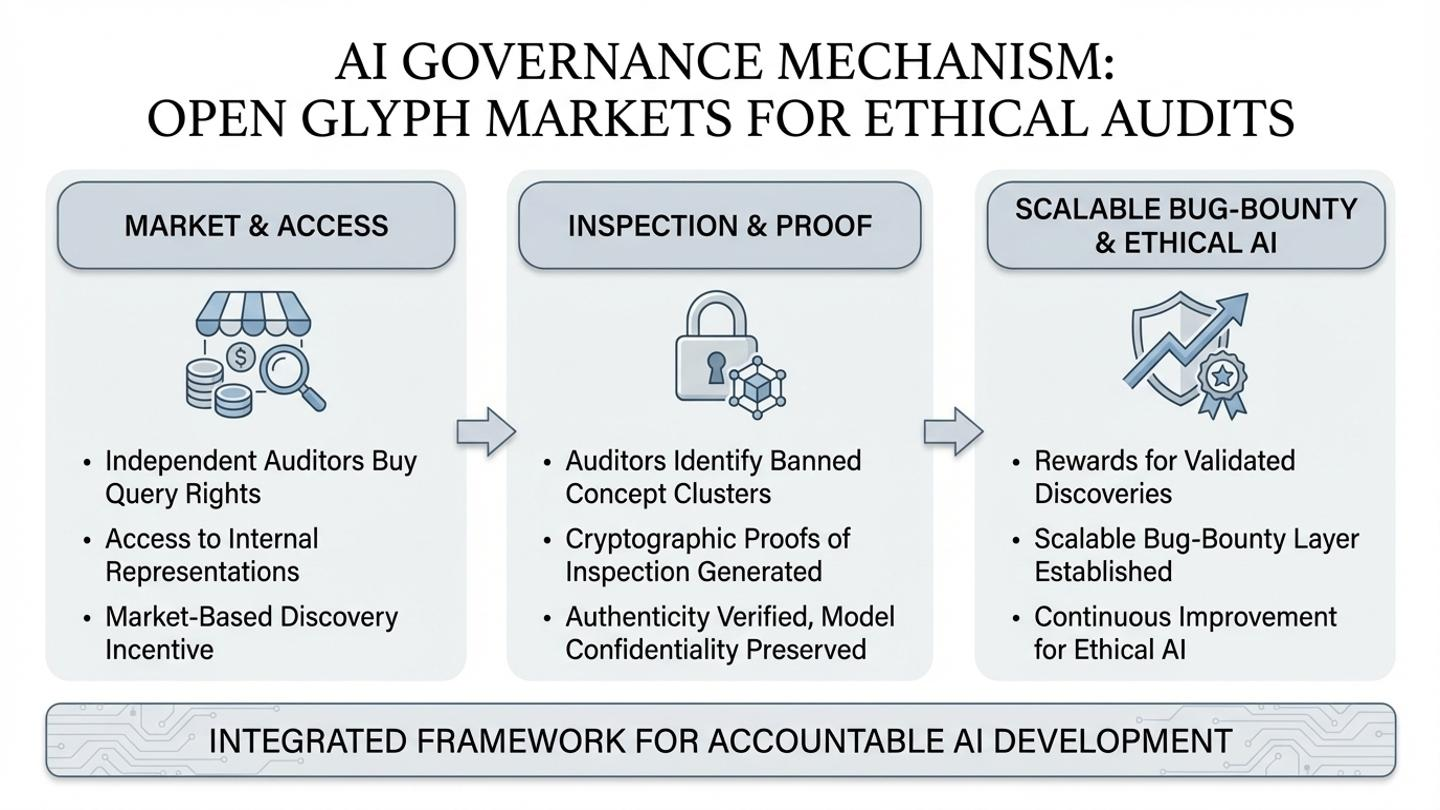 AI GOVERNANCE MECHANISM:
OPEN GLYPH MARKETS FOR ETHICAL AUDITS
MARKET & ACCESS
$
• Independent Auditors Buy
Query Rights
• Access to Internal
Representations
• Market-Based Discovery
Incentive
INSPECTION & PROOF
• Auditors Identify Banned
Concept Clusters
• Cryptographic Proofs of
Inspection Generated
• Authenticity Verified, Model
Confidentiality Preserved
SCALABLE BUG-BOUNTY
& ETHICAL AI
• Rewards for Validated
Discoveries
• Scalable Bug-Bounty Layer
Established
• Continuous Improvement
for Ethical AI
INTEGRATED FRAMEWORK FOR ACCOUNTABLE AI DEVELOPMENT